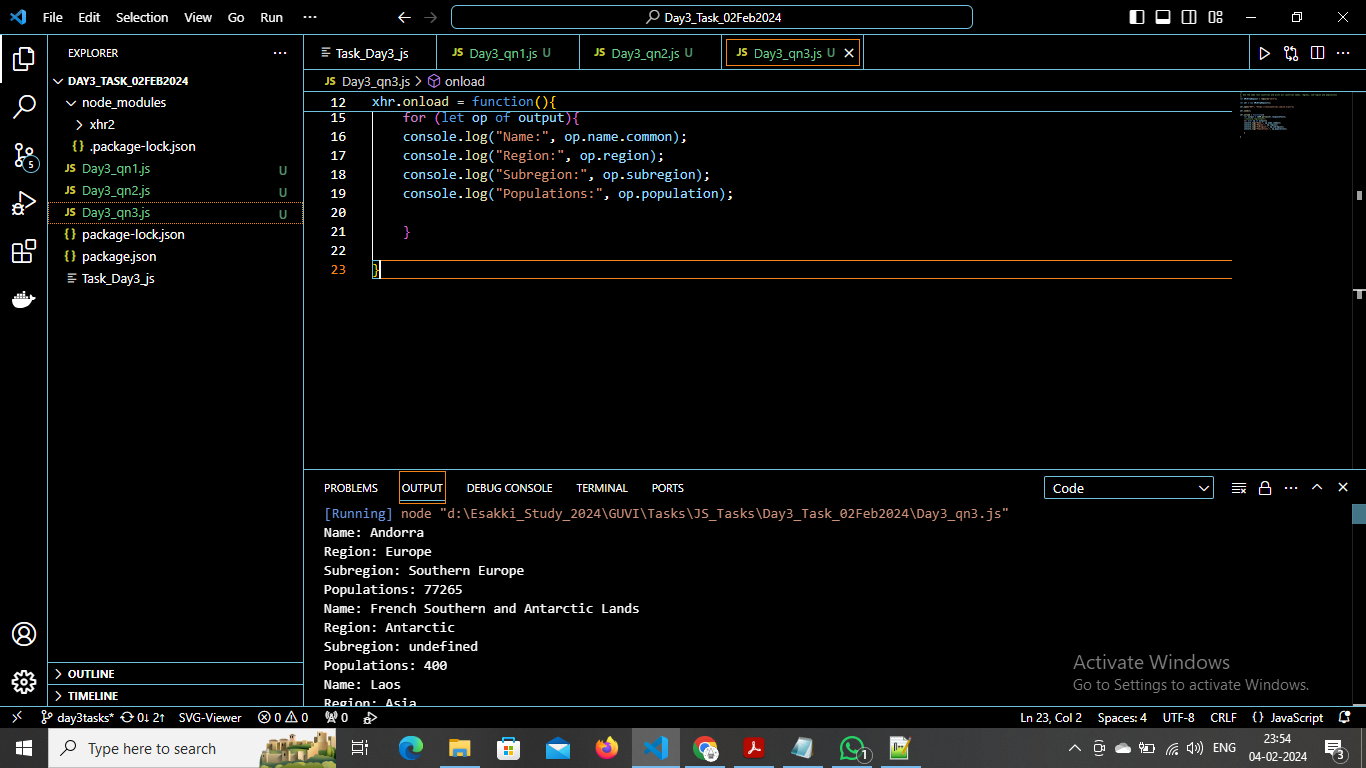 File Edit Selection View Go Run ··· Day3_Task_02Feb2024
EXPLORER ···
DAY3_TASK_02FEB2024
node_modules
xhr2
{} .package-lock.json
JS Day3_qn1.js U
JS Day3_qn2.js U
JS Day3_qn3.js U
{} package-lock.json
{} package.json
Task_Day3_js
OUTLINE
TIMELINE
5
Task_Day3_js JS Day3_qn1.js U JS Day3_qn2.js U JS Day3_qn3.js U
JS Day3_qn3.js > onload
12 xhr.onload = function(){
15 for (let op of output){
16 console.log("Name:", op.name.common);
17 console.log("Region:", op.region);
18 console.log("Subregion:", op.subregion);
19 console.log("Populations:", op.population);
20
21 }
22
23 }
PROBLEMS OUTPUT DEBUG CONSOLE TERMINAL PORTS Code
[Running] node "d:\Esakki_Study_2024\GUVI\Tasks\JS_Tasks\Day3_Task_02Feb2024\Day3_qn3.js"
Name: Andorra
Region: Europe
Subregion: Southern Europe
Populations: 77265
Name: French Southern and Antarctic Lands
Region: Antarctic
Subregion: undefined
Populations: 400
Name: Laos
Region: Asia
Activate Windows
Go to Settings to activate Windows.
day3tasks* 0↓ 2↑ SVG-Viewer 0 0 0 Ln 23, Col 2 Spaces: 4 UTF-8 CRLF {} JavaScript
Type here to search 1 ENG 23:54
04-02-2024 3